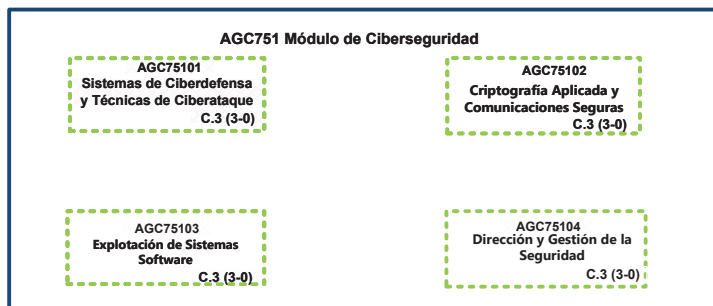 AGC751 Módulo de Ciberseguridad
AGC75101
Sistemas de Ciberdefensa
y Técnicas de Ciberataque
C.3 (3-0)
AGC75102
Criptografía Aplicada y
Comunicaciones Seguras
C.3 (3-0)
AGC75103
Explotación de Sistemas
Software
C.3 (3-0)
AGC75104
Dirección y Gestión de la
Seguridad
C.3 (3-0)